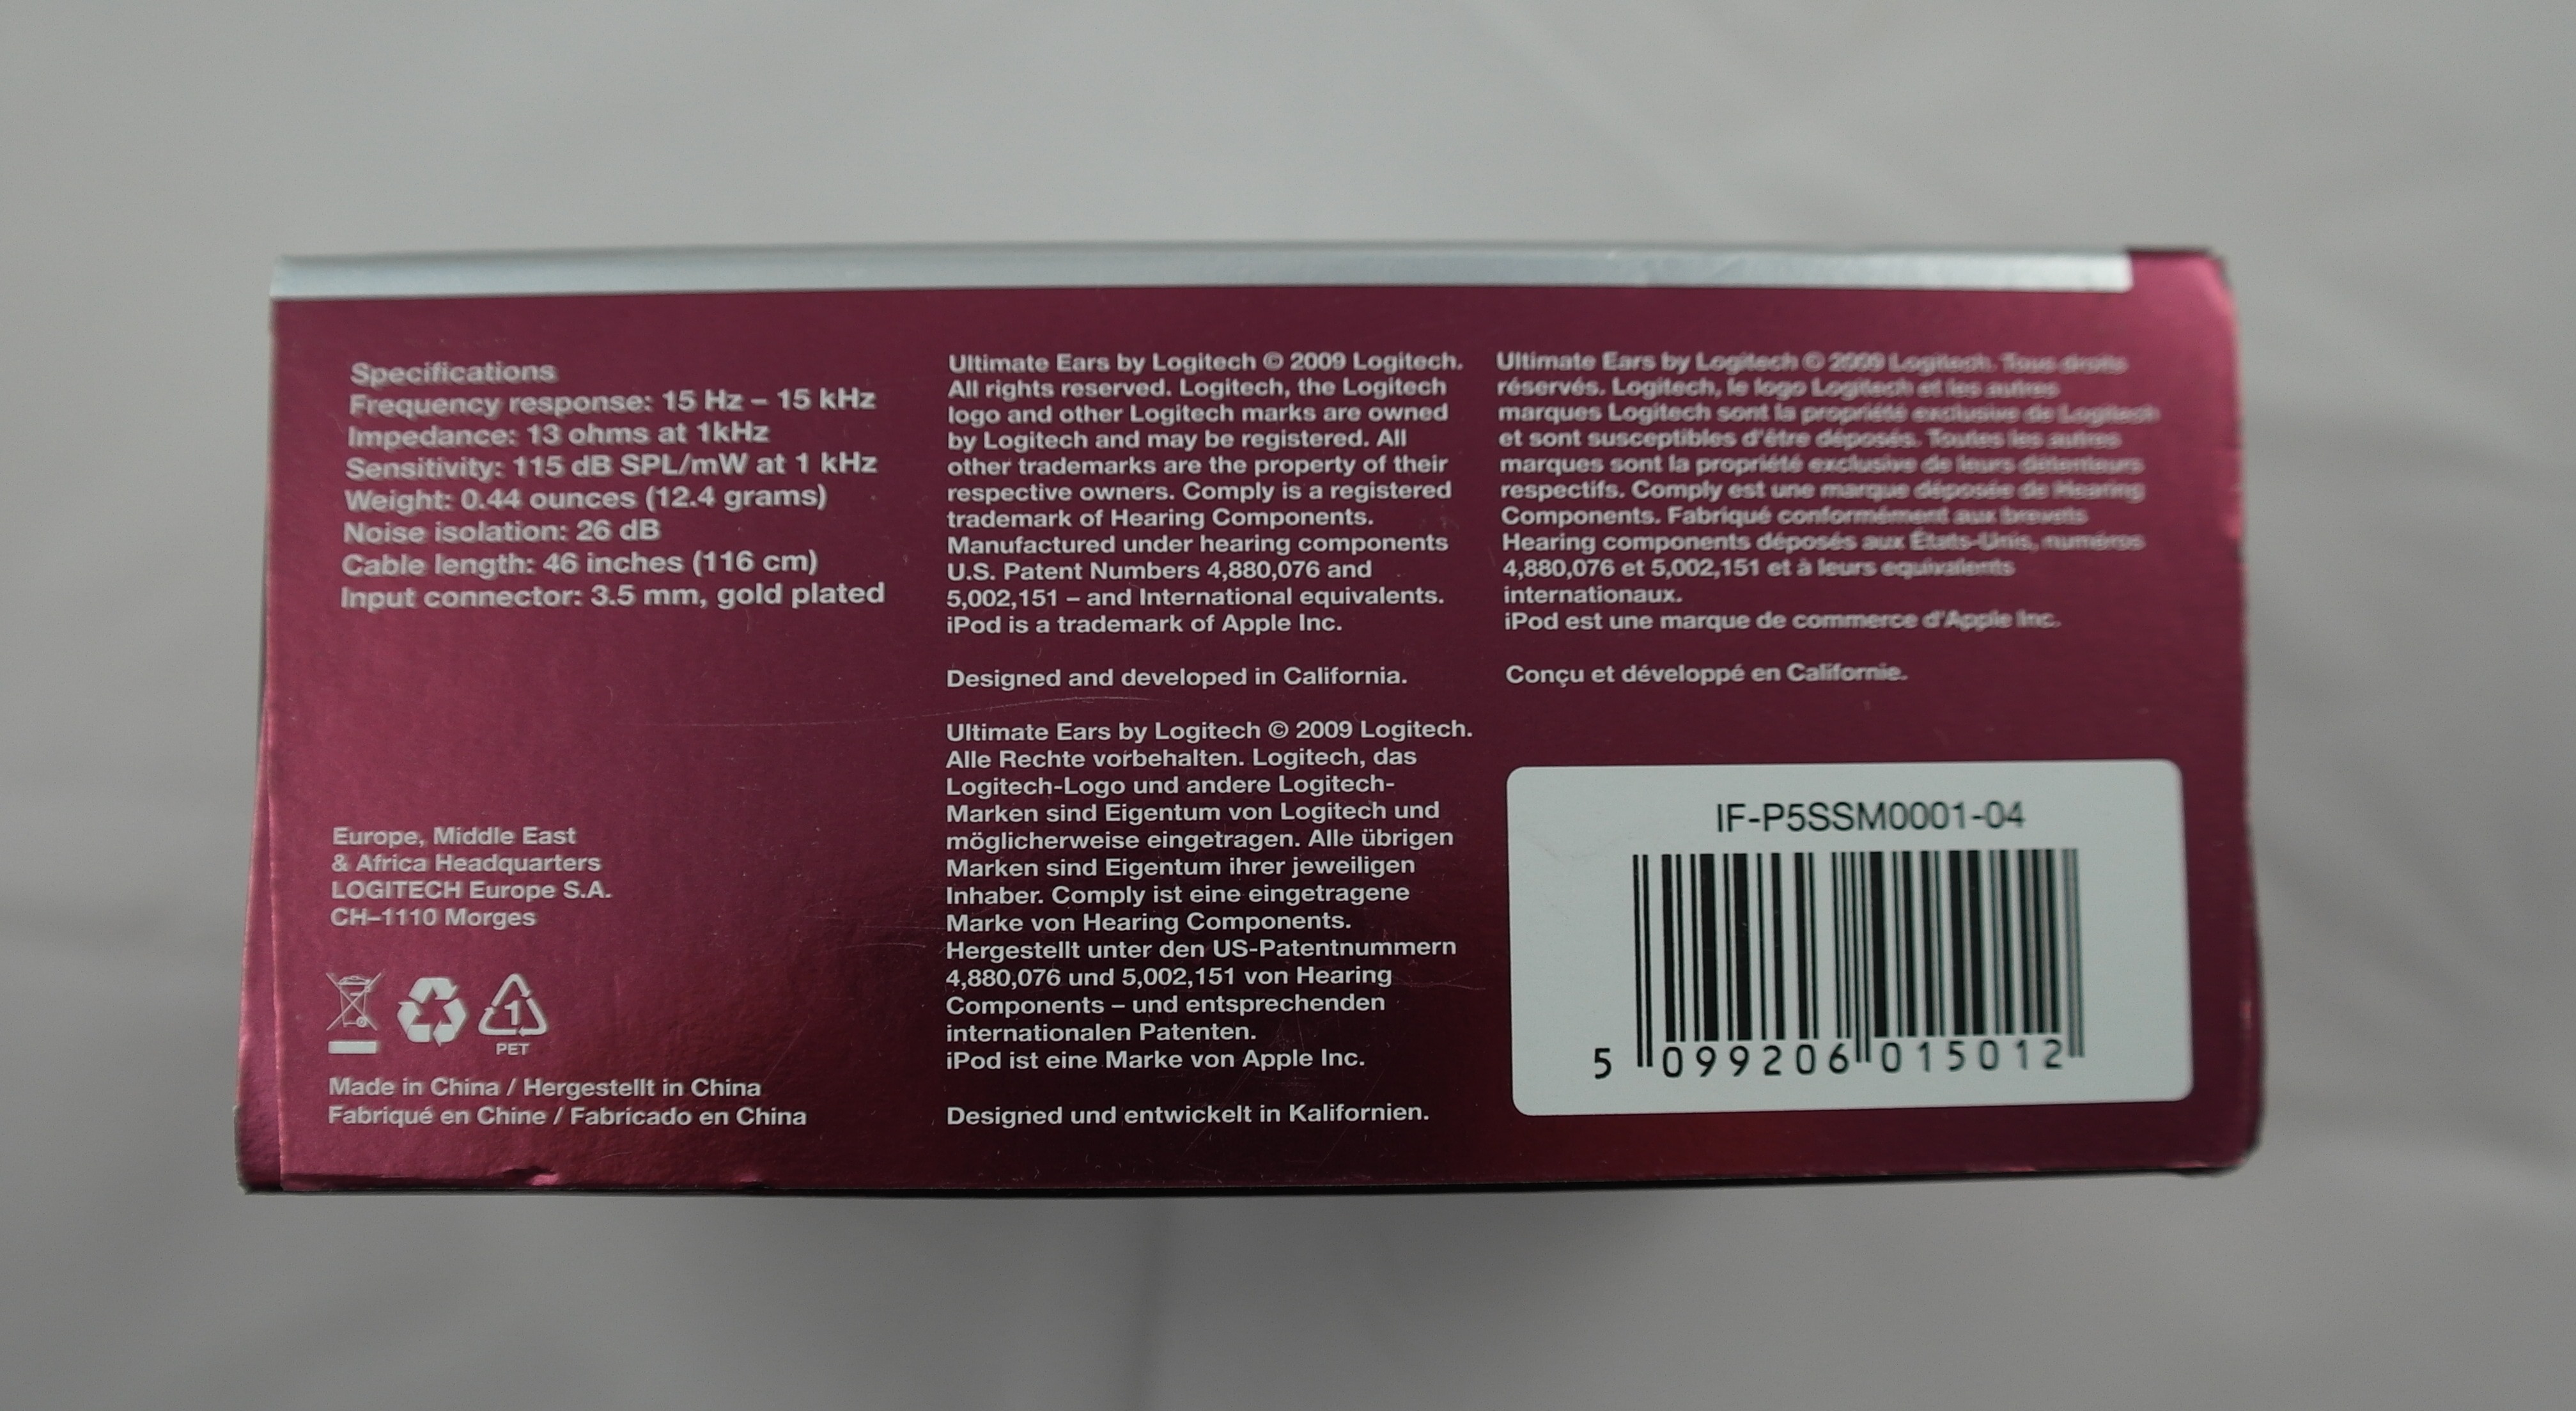 Specifications
Frequency response: 15 Hz – 15 kHz
Impedance: 13 ohms at 1kHz
Sensitivity: 115 dB SPL/mW at 1 kHz
Weight: 0.44 ounces (12.4 grams)
Noise isolation: 26 dB
Cable length: 46 inches (116 cm)
Input connector: 3.5 mm, gold plated
Europe, Middle East
& Africa Headquarters
LOGITECH Europe S.A.
CH–1110 Morges
1
PET
Made in China / Hergestellt in China
Fabriqué en Chine / Fabricado en China
Ultimate Ears by Logitech © 2009 Logitech.
All rights reserved. Logitech, the Logitech
logo and other Logitech marks are owned
by Logitech and may be registered. All
other trademarks are the property of their
respective owners. Comply is a registered
trademark of Hearing Components.
Manufactured under hearing components
U.S. Patent Numbers 4,880,076 and
5,002,151 – and International equivalents.
iPod is a trademark of Apple Inc.
Designed and developed in California.
Ultimate Ears by Logitech © 2009 Logitech.
Alle Rechte vorbehalten. Logitech, das
Logitech-Logo und andere Logitech-
Marken sind Eigentum von Logitech und
möglicherweise eingetragen. Alle übrigen
Marken sind Eigentum ihrer jeweiligen
Inhaber. Comply ist eine eingetragene
Marke von Hearing Components.
Hergestellt unter den US-Patentnummern
4,880,076 und 5,002,151 von Hearing
Components – und entsprechenden
internationalen Patenten.
iPod ist eine Marke von Apple Inc.
Designed und entwickelt in Kalifornien.
Ultimate Ears by Logitech © 2009 Logitech. Tous droits
réservés. Logitech, le logo Logitech et les autres
marques Logitech sont la propriété exclusive de Logitech
et sont susceptibles d'être déposés. Toutes les autres
marques sont la propriété exclusive de leurs détenteurs
respectifs. Comply est une marque déposée de Hearing
Components. Fabriqué conformément aux brevets
Hearing components déposés aux États-Unis, numéros
4,880,076 et 5,002,151 et à leurs equivalents
internationaux.
iPod est une marque de commerce d'Apple Inc.
Conçu et développé en Californie.
IF-P5SSM0001-04
5 099206 015012